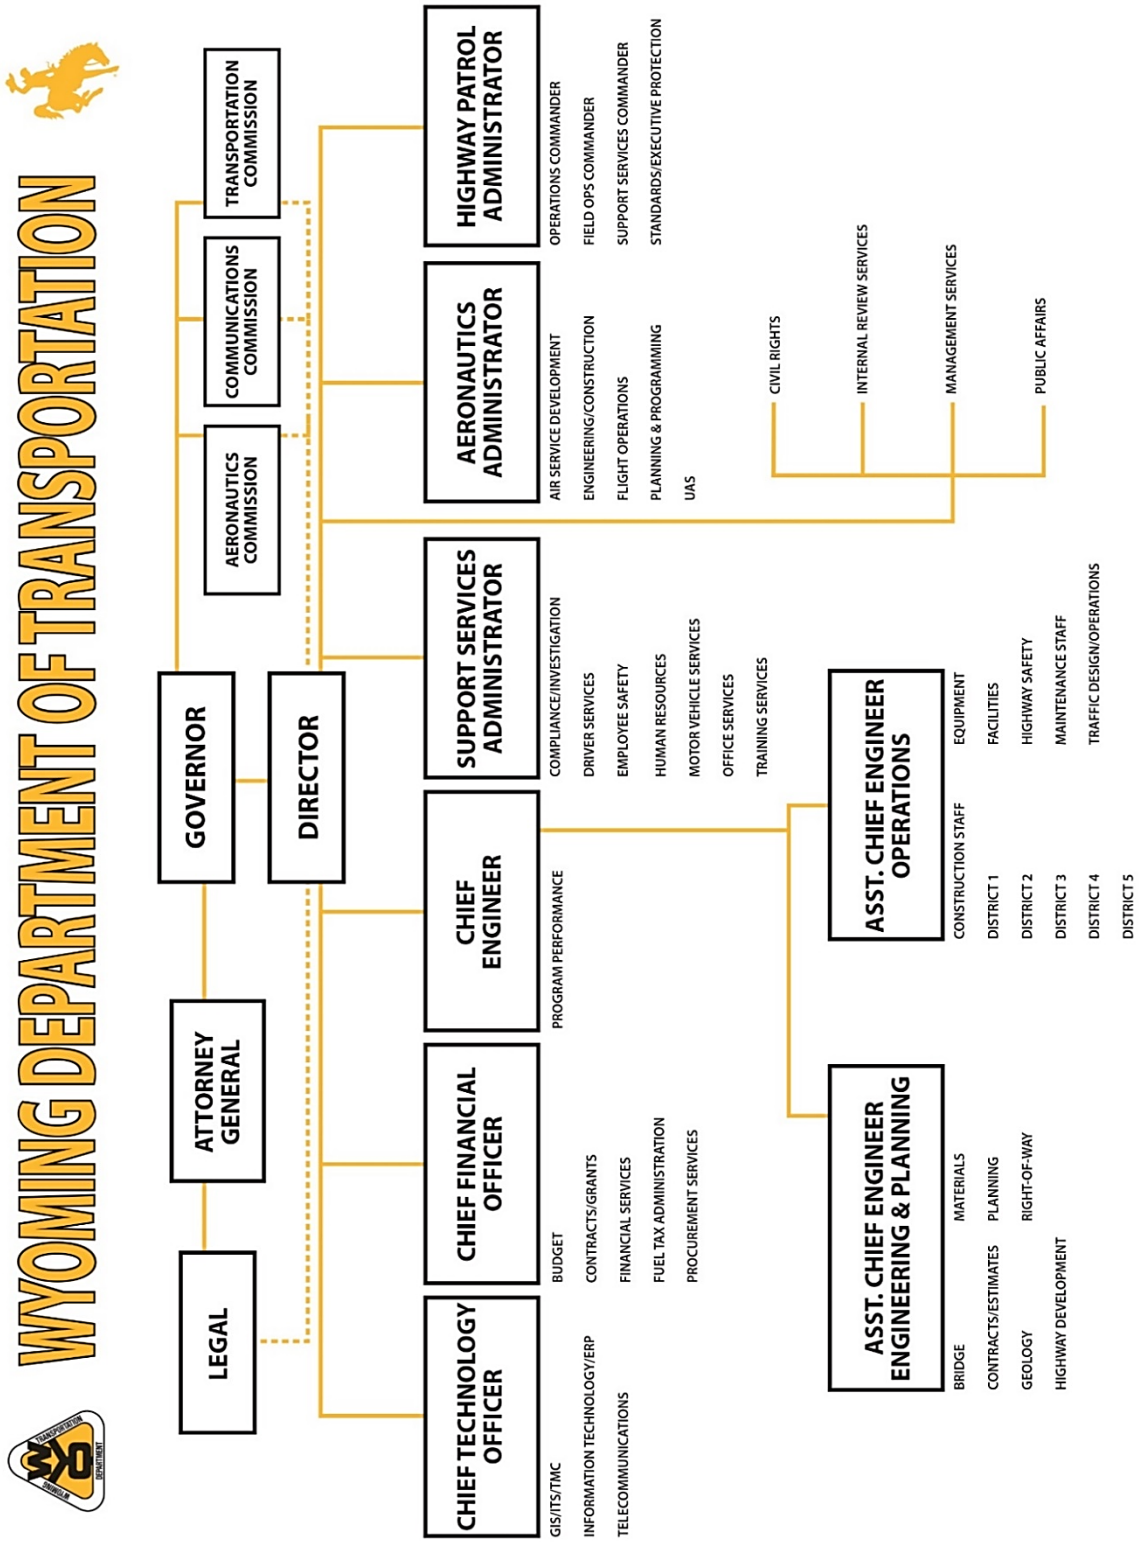 WYOMING
TRANSPORTATION
DEPARTMENT
WYOMING DEPARTMENT OF TRANSPORTATION
LEGAL
ATTORNEY
GENERAL
GOVERNOR
DIRECTOR
AERONAUTICS
COMMISSION
COMMUNICATIONS
COMMISSION
TRANSPORTATION
COMMISSION
CHIEF TECHNOLOGY
OFFICER
GIS/ITS/TMC
INFORMATION TECHNOLOGY/ERP
TELECOMMUNICATIONS
CHIEF FINANCIAL
OFFICER
BUDGET
CONTRACTS/GRANTS
FINANCIAL SERVICES
FUEL TAX ADMINISTRATION
PROCUREMENT SERVICES
CHIEF
ENGINEER
PROGRAM PERFORMANCE
SUPPORT SERVICES
ADMINISTRATOR
COMPLIANCE/INVESTIGATION
DRIVER SERVICES
EMPLOYEE SAFETY
HUMAN RESOURCES
MOTOR VEHICLE SERVICES
OFFICE SERVICES
TRAINING SERVICES
AERONAUTICS
ADMINISTRATOR
AIR SERVICE DEVELOPMENT
ENGINEERING/CONSTRUCTION
FLIGHT OPERATIONS
PLANNING & PROGRAMMING
UAS
HIGHWAY PATROL
ADMINISTRATOR
OPERATIONS COMMANDER
FIELD OPS COMMANDER
SUPPORT SERVICES COMMANDER
STANDARDS/EXECUTIVE PROTECTION
CIVIL RIGHTS
INTERNAL REVIEW SERVICES
MANAGEMENT SERVICES
PUBLIC AFFAIRS
ASST. CHIEF ENGINEER
ENGINEERING & PLANNING
BRIDGE
CONTRACTS/ESTIMATES
GEOLOGY
HIGHWAY DEVELOPMENT
MATERIALS
PLANNING
RIGHT-OF-WAY
ASST. CHIEF ENGINEER
OPERATIONS
CONSTRUCTION STAFF
DISTRICT 1
DISTRICT 2
DISTRICT 3
DISTRICT 4
DISTRICT 5
EQUIPMENT
FACILITIES
HIGHWAY SAFETY
MAINTENANCE STAFF
TRAFFIC DESIGN/OPERATIONS